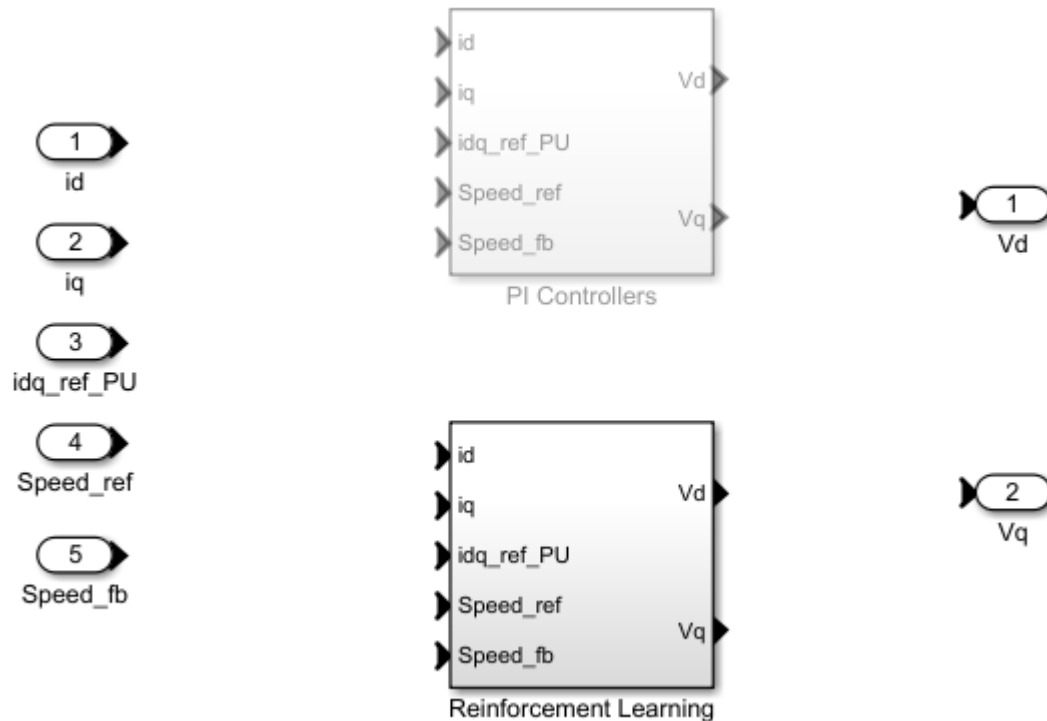 1
id
2
iq
3
idq_ref_PU
4
Speed_ref
5
Speed_fb
id
iq
idq_ref_PU
Speed_ref
Speed_fb
Vd
Vq
PI Controllers
id
iq
idq_ref_PU
Speed_ref
Speed_fb
Vd
Vq
Reinforcement Learning
1
Vd
2
Vq